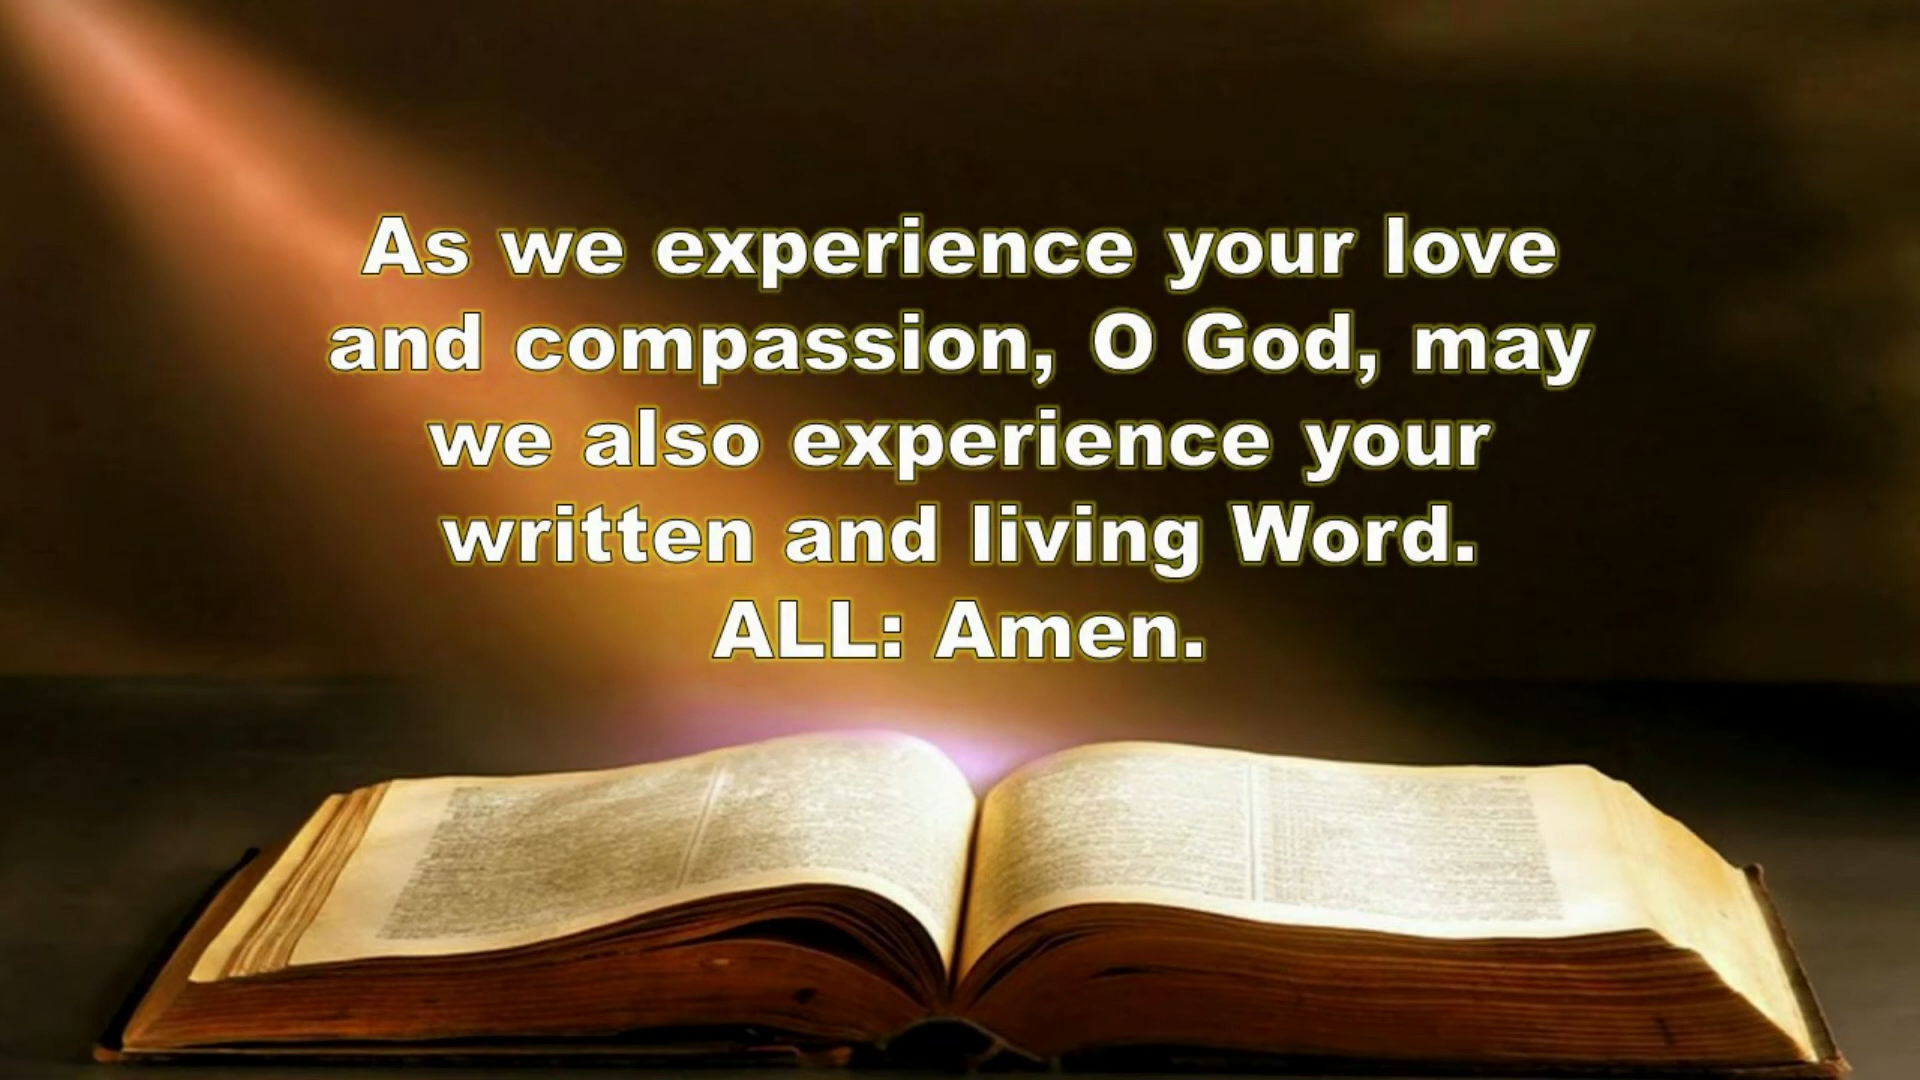 As we experience your love
and compassion, O God, may
we also experience your
written and living Word.
ALL: Amen.